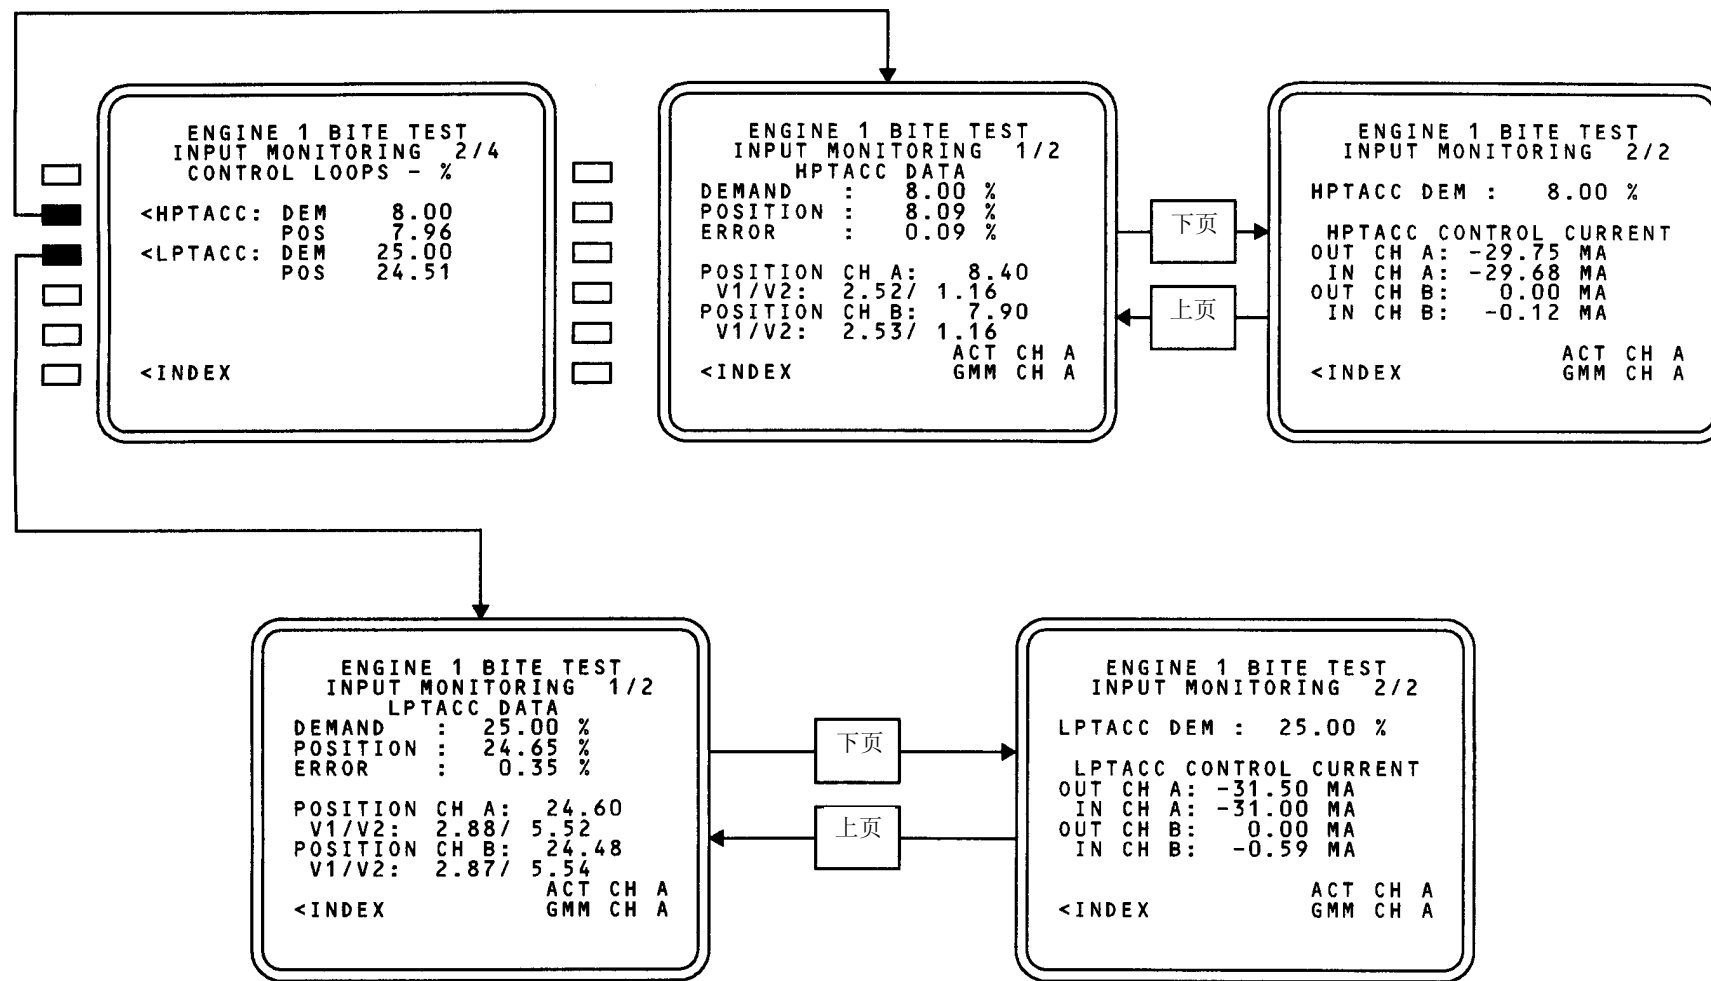 ENGINE 1 BITE TEST
INPUT MONITORING 2/4
CONTROL LOOPS - %
<HPTACC: DEM 8.00
POS 7.96
<LPTACC: DEM 25.00
POS 24.51
<INDEX
ENGINE 1 BITE TEST
INPUT MONITORING 1/2
HPTACC DATA
DEMAND : 8.00 %
POSITION : 8.09 %
ERROR : 0.09 %
POSITION CH A: 8.40
V1/V2: 2.52/ 1.16
POSITION CH B: 7.90
V1/V2: 2.53/ 1.16
ACT CH A
<INDEX GMM CH A
下页
上页
ENGINE 1 BITE TEST
INPUT MONITORING 2/2
HPTACC DEM : 8.00 %
HPTACC CONTROL CURRENT
OUT CH A: -29.75 MA
IN CH A: -29.68 MA
OUT CH B: 0.00 MA
IN CH B: -0.12 MA
ACT CH A
<INDEX GMM CH A
ENGINE 1 BITE TEST
INPUT MONITORING 1/2
LPTACC DATA
DEMAND : 25.00 %
POSITION : 24.65 %
ERROR : 0.35 %
POSITION CH A: 24.60
V1/V2: 2.88/ 5.52
POSITION CH B: 24.48
V1/V2: 2.87/ 5.54
ACT CH A
<INDEX GMM CH A
下页
上页
ENGINE 1 BITE TEST
INPUT MONITORING 2/2
LPTACC DEM : 25.00 %
LPTACC CONTROL CURRENT
OUT CH A: -31.50 MA
IN CH A: -31.00 MA
OUT CH B: 0.00 MA
IN CH B: -0.59 MA
ACT CH A
<INDEX GMM CH A